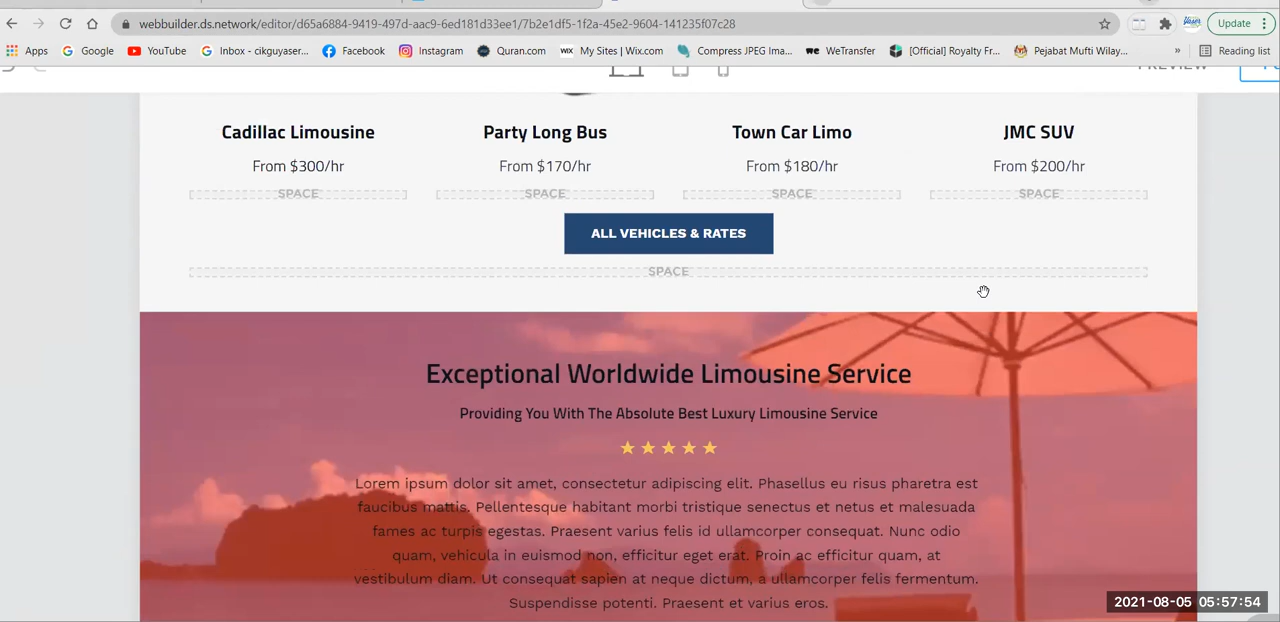 webbuilder.ds.network/editor/d65a6884-9419-497d-aac9-6ed181d33ee1/7b2e1df5-1f2a-45e2-9604-141235f07c28
Update
Apps Google YouTube Inbox - cikguyaser... Facebook Instagram Quran.com WIX My Sites | Wix.com Compress JPEG Ima... we WeTransfer [Official] Royalty Fr... Pejabat Mufti Wilay... » Reading list
PREVIEW
Cadillac Limousine Party Long Bus Town Car Limo JMC SUV
From $300/hr From $170/hr From $180/hr From $200/hr
SPACE SPACE SPACE SPACE
ALL VEHICLES & RATES
SPACE
Exceptional Worldwide Limousine Service
Providing You With The Absolute Best Luxury Limousine Service
Lorem ipsum dolor sit amet, consectetur adipiscing elit. Phasellus eu risus pharetra est
faucibus mattis. Pellentesque habitant morbi tristique senectus et netus et malesuada
fames ac turpis egestas. Praesent varius felis id ullamcorper consequat. Nunc odio
quam, vehicula in euismod non, efficitur eget erat. Proin ac efficitur quam, at
vestibulum diam. Ut consequat sapien at neque dictum, a ullamcorper felis fermentum.
Suspendisse potenti. Praesent et varius eros.
2021-08-05 05:57:54